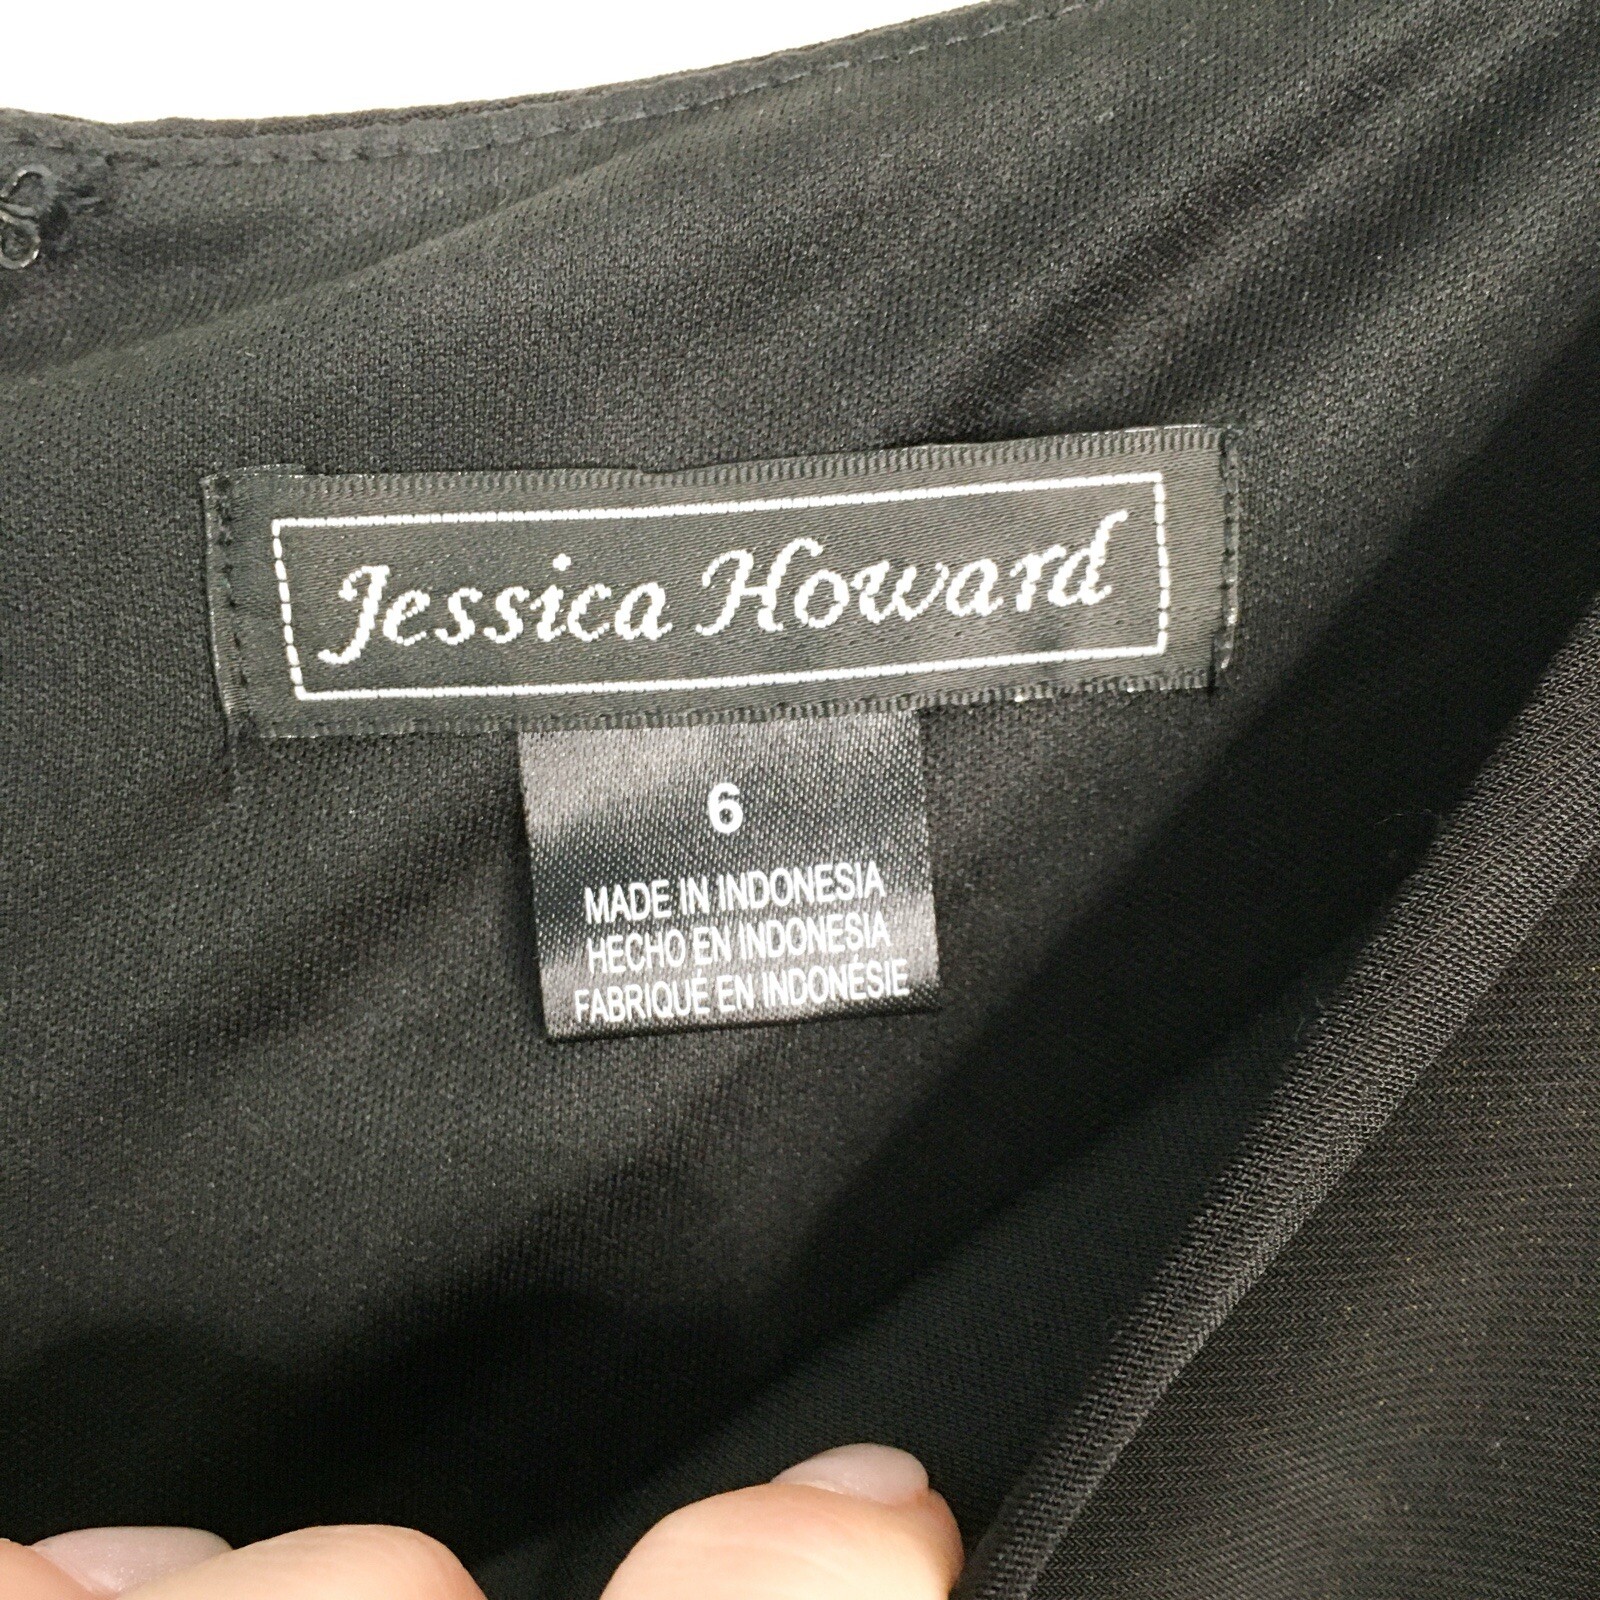 Jessica Howard
6
MADE IN INDONESIA
HECHO EN INDONESIA
FABRIQUÉ EN INDONÉSIE